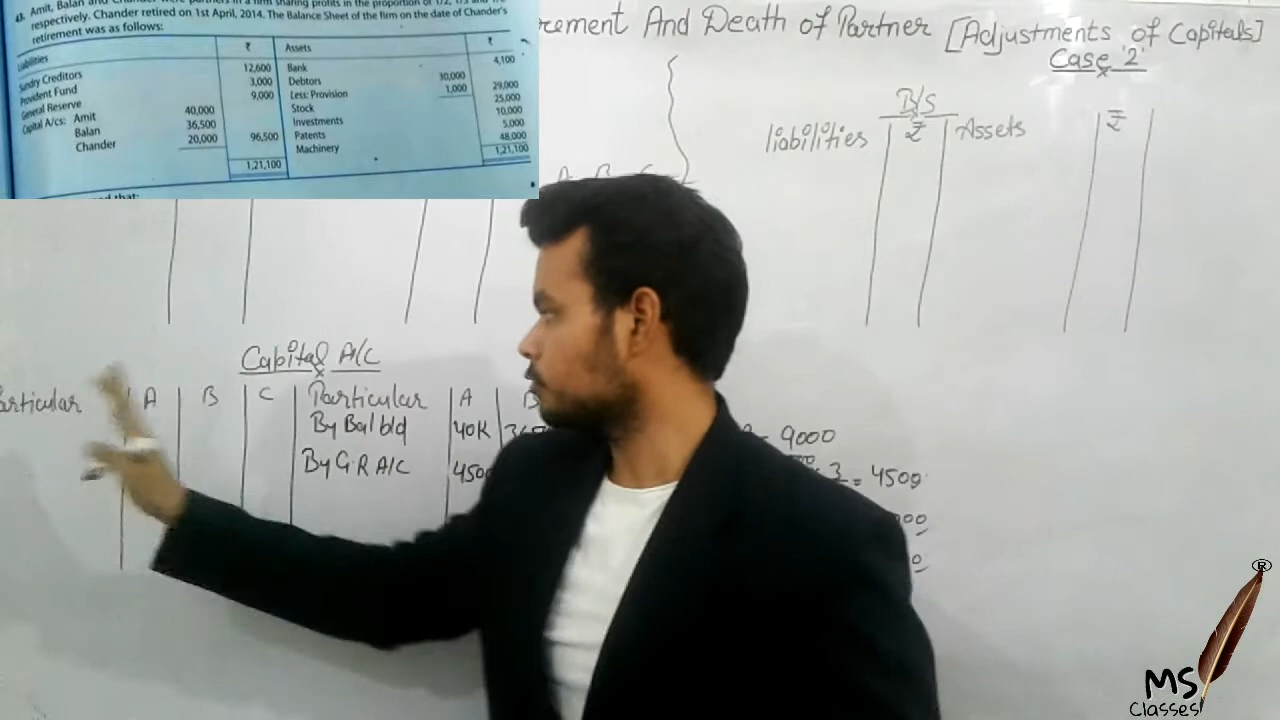 43. Amit, Balan and Chander were partners in a firm sharing profits in the proportion of 1/2, 1/3 and 1/6
respectively. Chander retired on 1st April, 2014. The Balance Sheet of the firm on the date of Chander's
retirement was as follows:
Liabilities ₹ Assets ₹
Sundry Creditors 12,600 Bank 4,100
Provident Fund 3,000 Debtors 30,000
General Reserve 9,000 Less: Provision 1,000 29,000
Capital A/cs: Amit 40,000 Stock 25,000
Balan 36,500 Investments 10,000
Chander 20,000 96,500 Patents 5,000
Machinery 48,000
1,21,100 1,21,100
that:
rement And Death of Partner [Adjustments of Capitals]
Case '2'
B/S
liabilities ₹ Assets ₹
A B C
Capital A/C
articular A B C Particular A B
By Bal b/d 40K 365
By G.R A/C 450
- 9000
3 = 4500
00
MS
Classes
®